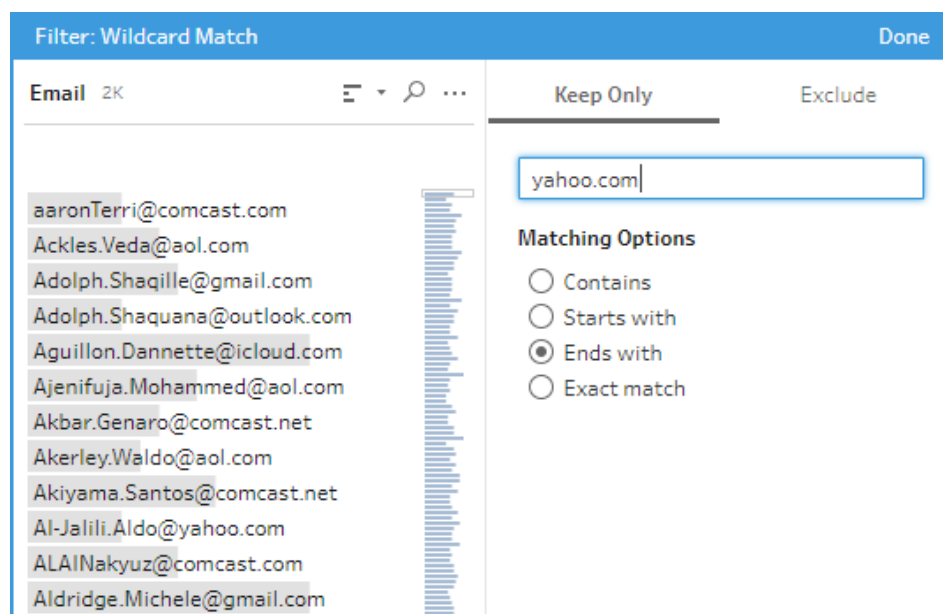 Filter: Wildcard Match Done
Email 2K
Keep Only Exclude
yahoo.com
Matching Options
Contains
Starts with
Ends with
Exact match
aaronTerri@comcast.com
Ackles.Veda@aol.com
Adolph.Shaqille@gmail.com
Adolph.Shaquana@outlook.com
Aguillon.Dannette@icloud.com
Ajenifuja.Mohammed@aol.com
Akbar.Genaro@comcast.net
Akerley.Waldo@aol.com
Akiyama.Santos@comcast.net
Al-Jalili.Aldo@yahoo.com
ALAINakyuz@comcast.com
Aldridge.Michele@gmail.com